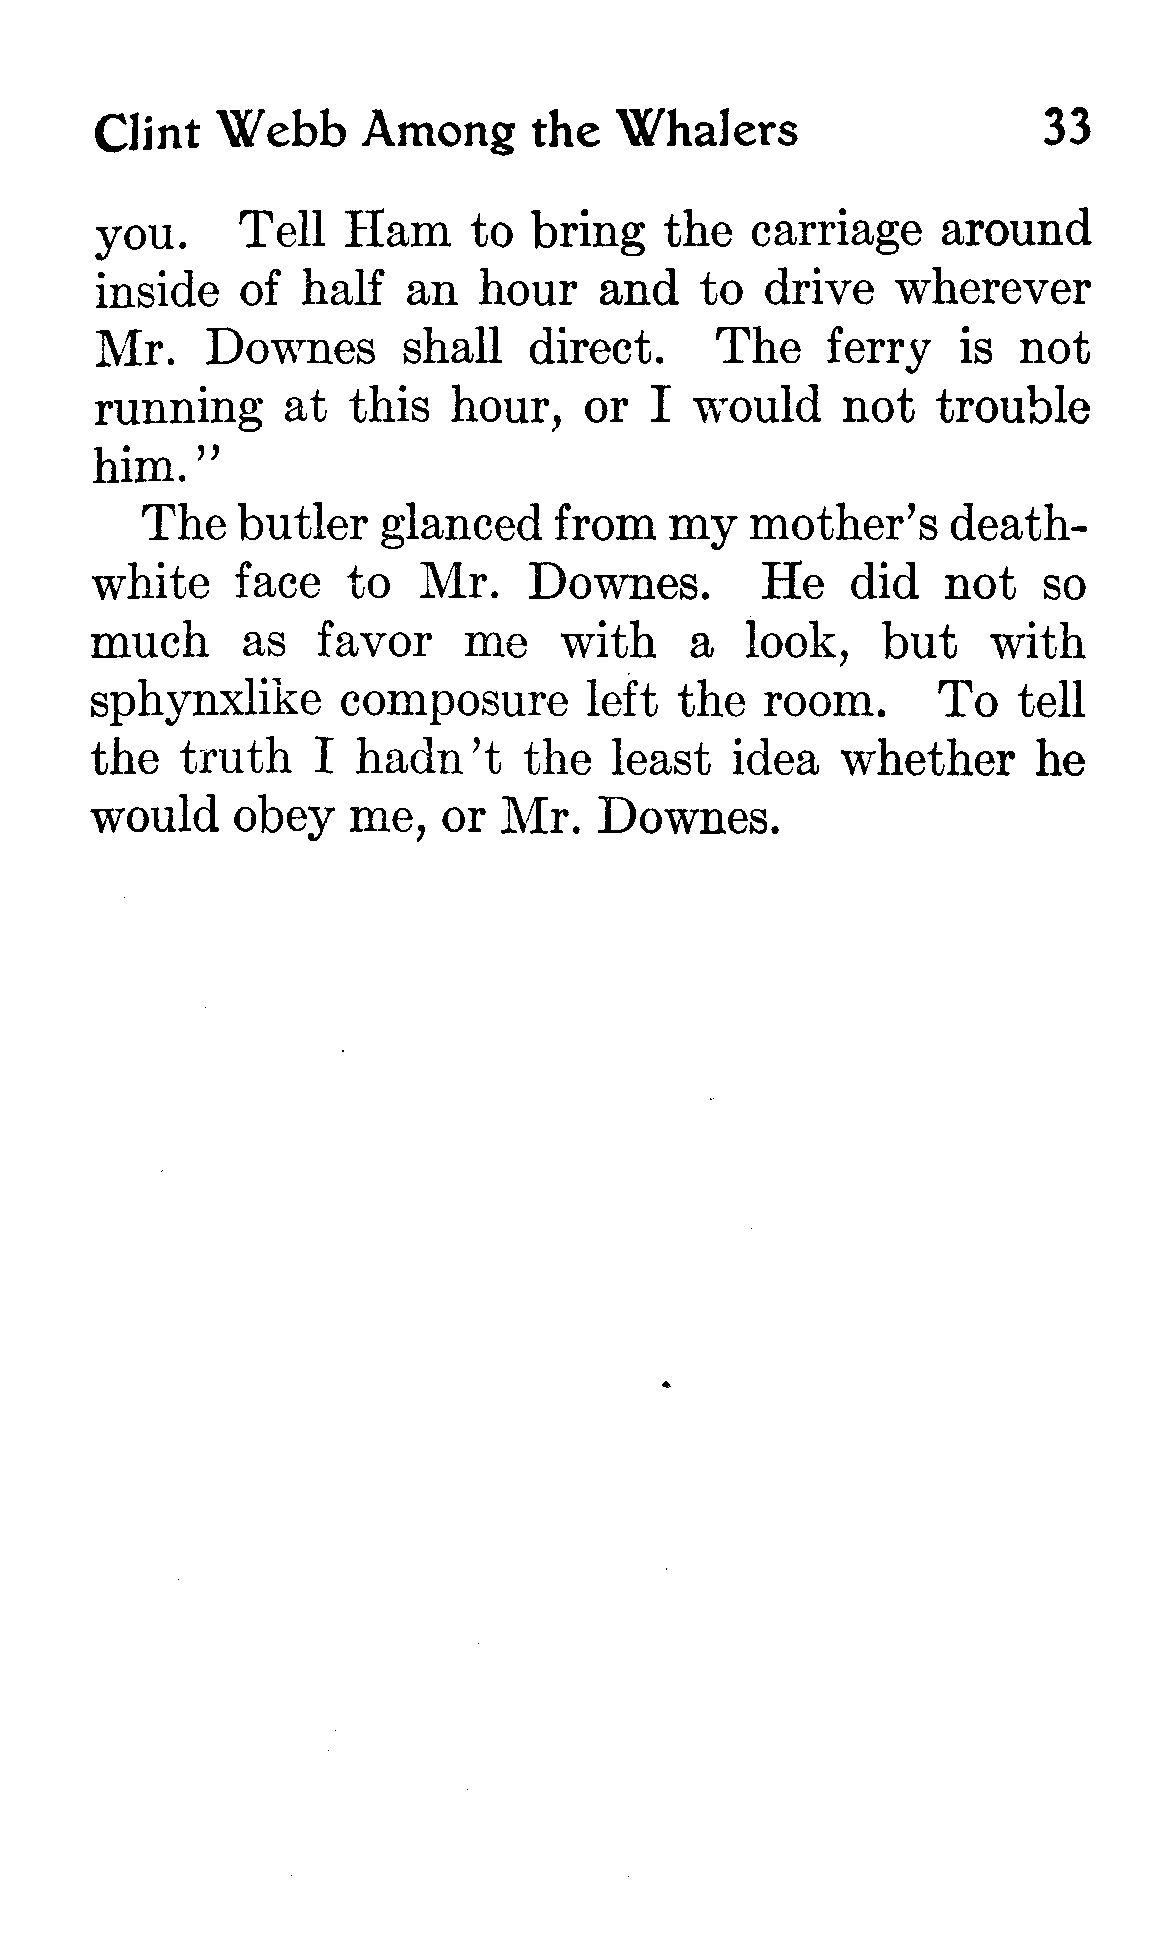 Clint Webb Among the Whalers 33
you. Tell Ham to bring the carriage around
inside of half an hour and to drive wherever
Mr. Downes shall direct. The ferry is not
running at this hour, or I would not trouble
him."
The butler glanced from my mother's death-
white face to Mr. Downes. He did not so
much as favor me with a look, but with
sphynxlike composure left the room. To tell
the truth I hadn't the least idea whether he
would obey me, or Mr. Downes.